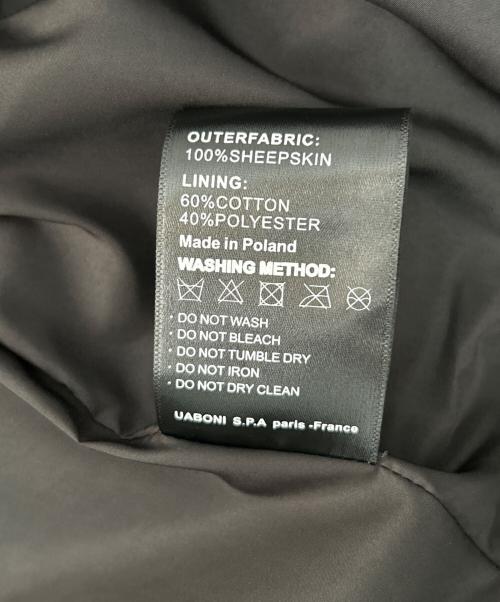 OUTERFABRIC:
100%SHEEPSKIN
LINING:
60%COTTON
40%POLYESTER
Made in Poland
WASHING METHOD:
· DO NOT WASH
· DO NOT BLEACH
· DO NOT TUMBLE DRY
· DO NOT IRON
· DO NOT DRY CLEAN
UABONI S.P.A paris -France